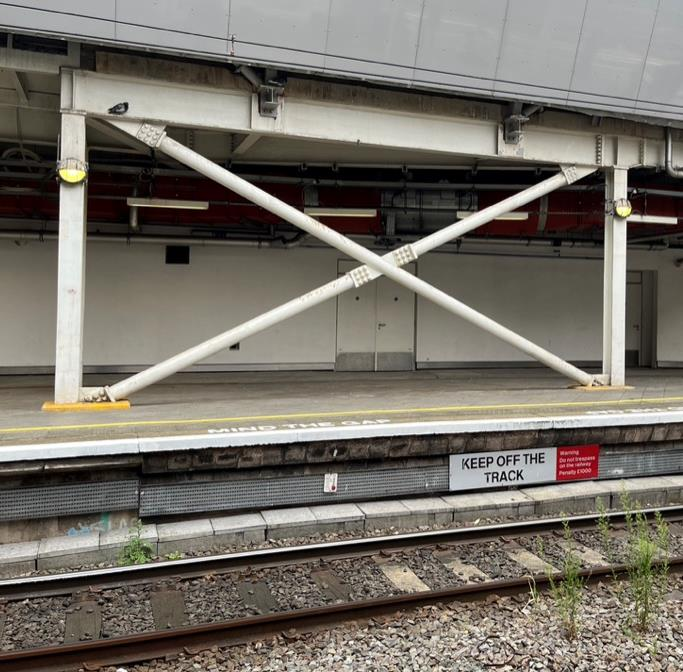 MIND THE GAP
KEEP OFF THE
TRACK
Warning
Do not trespass
on the railway
Penalty £1000